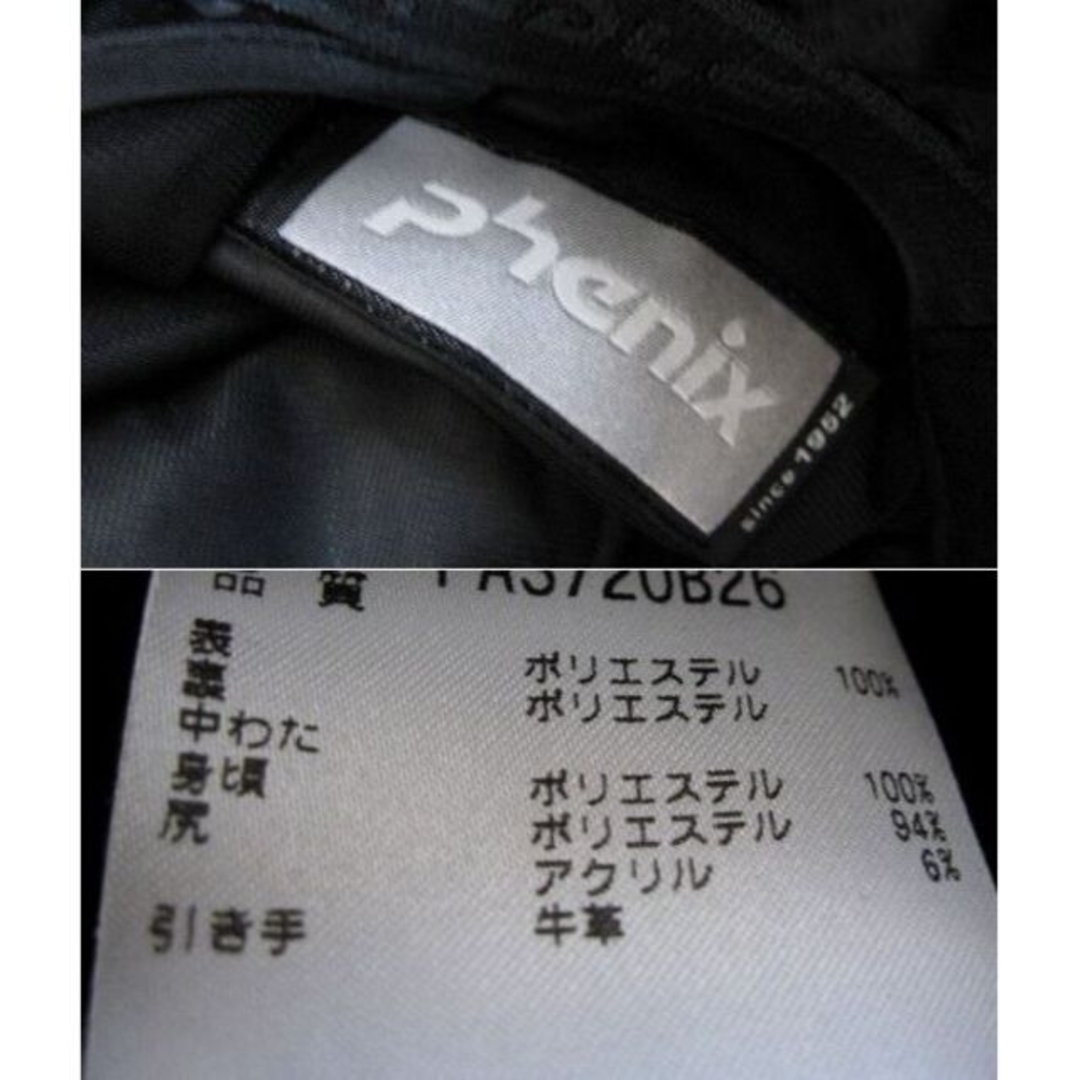 Phenix
since 1952
品 質 PA3720B26
表 ポリエステル 100%
裏 ポリエステル
中わた
身頃 ポリエステル 100%
尻 ポリエステル 94%
アクリル 6%
引き手 牛革